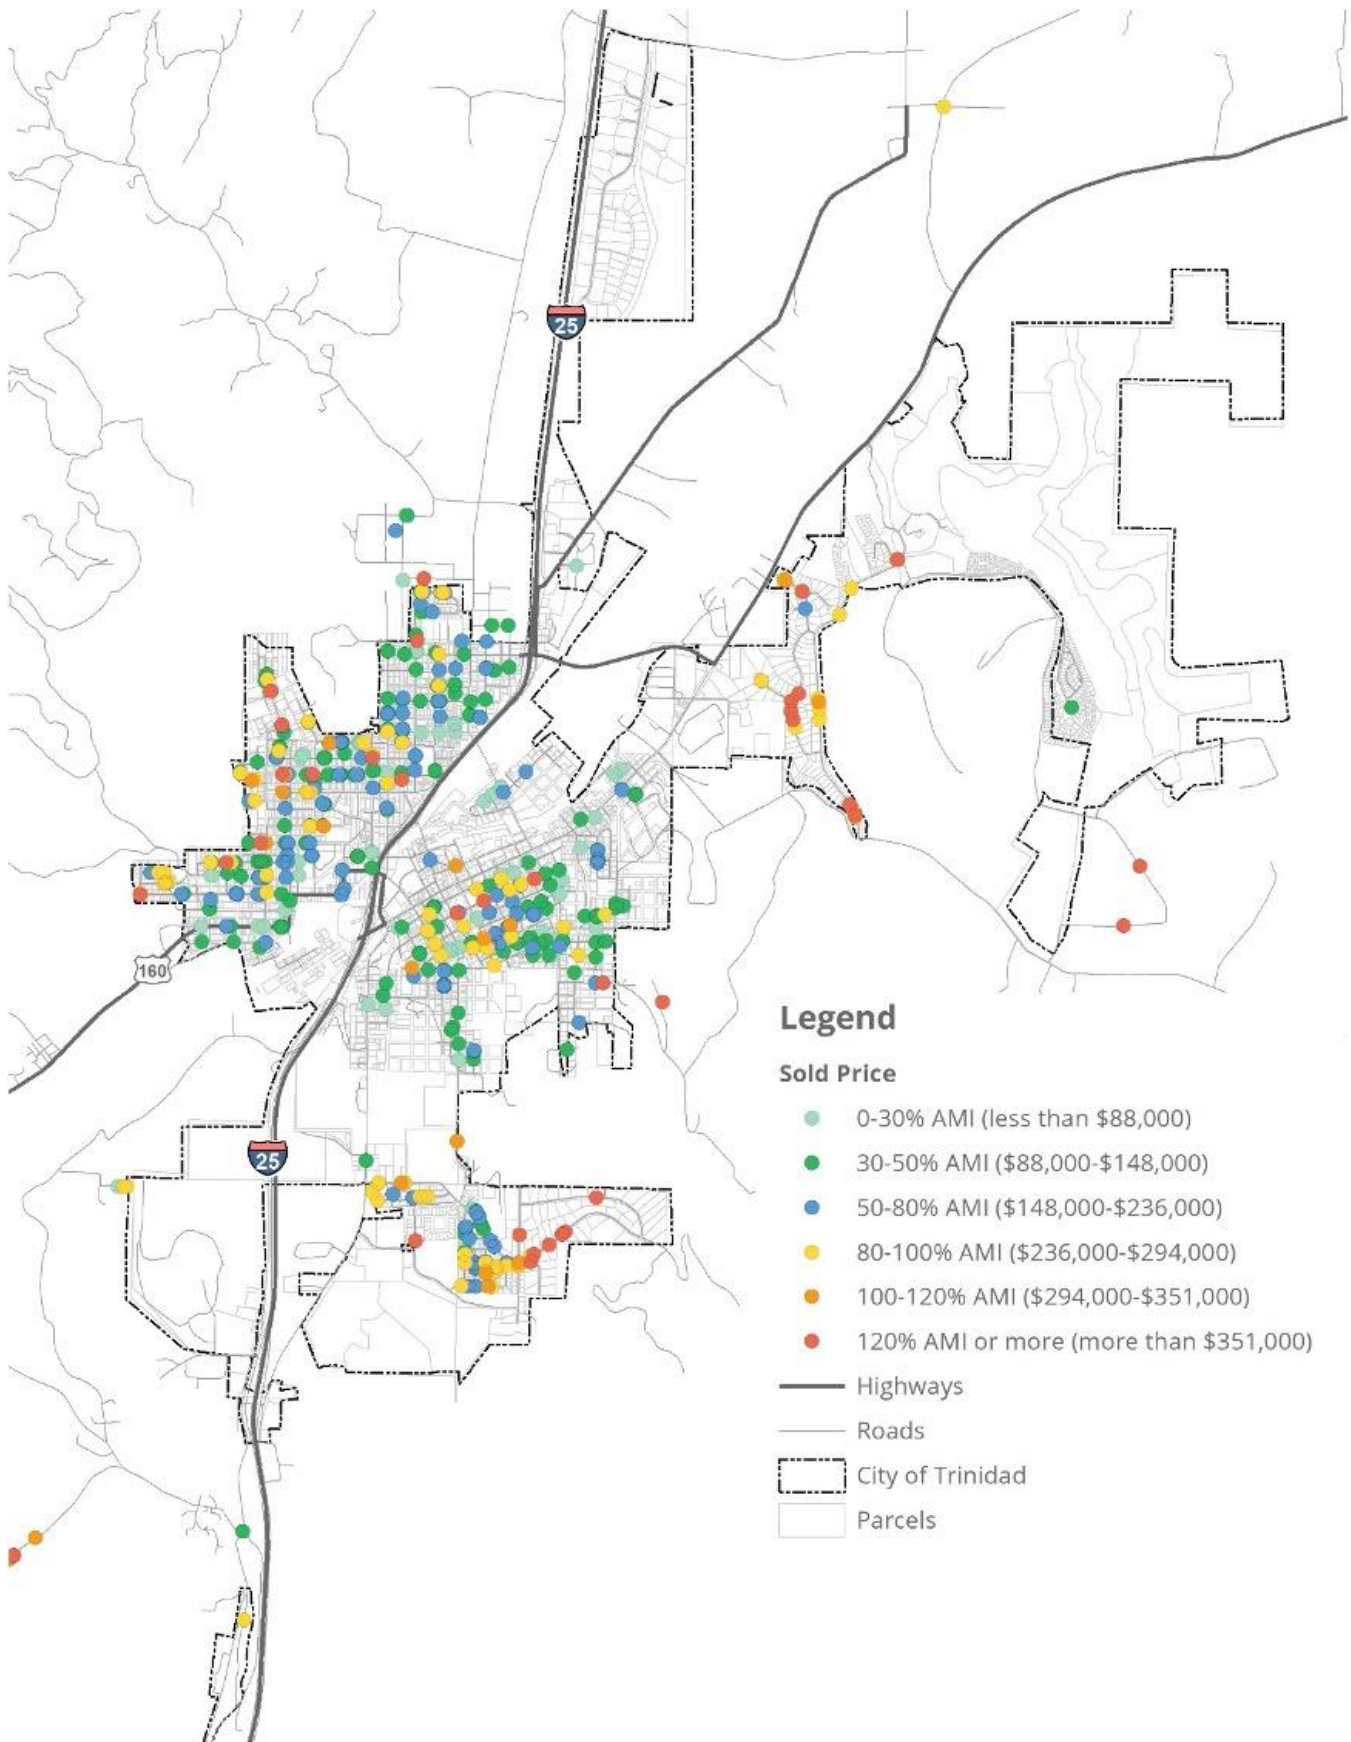 25
160
25
Legend
Sold Price
0-30% AMI (less than $88,000)
30-50% AMI ($88,000-$148,000)
50-80% AMI ($148,000-$236,000)
80-100% AMI ($236,000-$294,000)
100-120% AMI ($294,000-$351,000)
120% AMI or more (more than $351,000)
Highways
Roads
City of Trinidad
Parcels